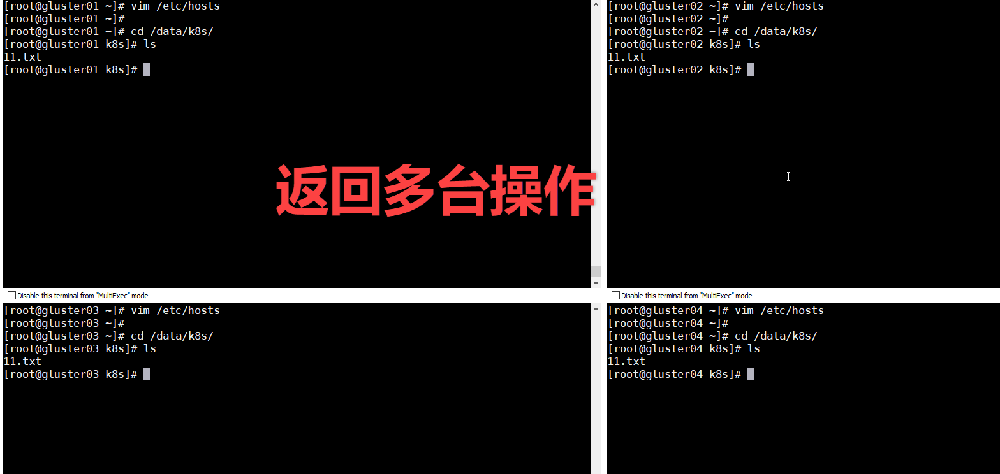 [root@gluster01 ~]# vim /etc/hosts
[root@gluster01 ~]#
[root@gluster01 ~]# cd /data/k8s/
[root@gluster01 k8s]# ls
11.txt
[root@gluster01 k8s]#
[root@gluster02 ~]# vim /etc/hosts
[root@gluster02 ~]#
[root@gluster02 ~]# cd /data/k8s/
[root@gluster02 k8s]# ls
11.txt
[root@gluster02 k8s]#
返回多台操作
Disable this terminal from "MultiExec" mode
Disable this terminal from "MultiExec" mode
[root@gluster03 ~]# vim /etc/hosts
[root@gluster03 ~]#
[root@gluster03 ~]# cd /data/k8s/
[root@gluster03 k8s]# ls
11.txt
[root@gluster03 k8s]#
[root@gluster04 ~]# vim /etc/hosts
[root@gluster04 ~]#
[root@gluster04 ~]# cd /data/k8s/
[root@gluster04 k8s]# ls
11.txt
[root@gluster04 k8s]#